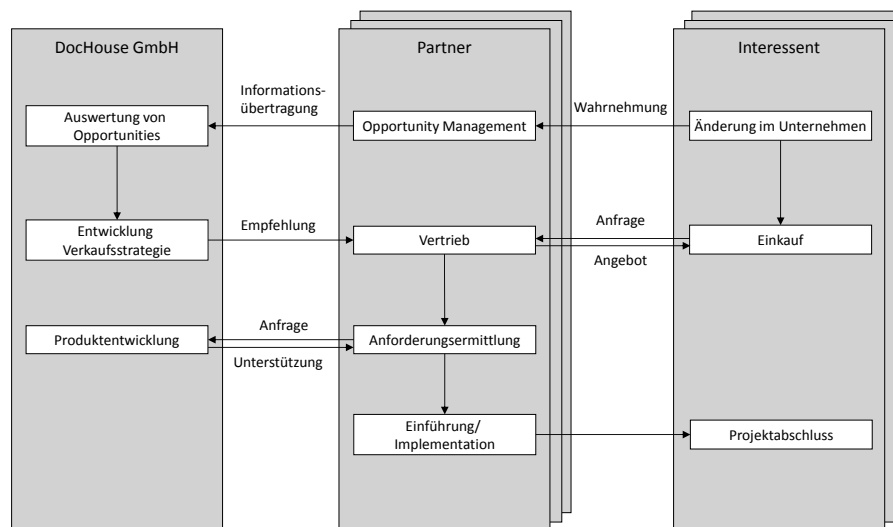 DocHouse GmbH
Partner
Interessent
Informations-
übertragung
Wahrnehmung
Auswertung von
Opportunities
Opportunity Management
Änderung im Unternehmen
Empfehlung
Anfrage
Entwicklung
Verkaufsstrategie
Vertrieb
Einkauf
Angebot
Anfrage
Produktentwicklung
Anforderungsermittlung
Unterstützung
Einführung/
Implementation
Projektabschluss